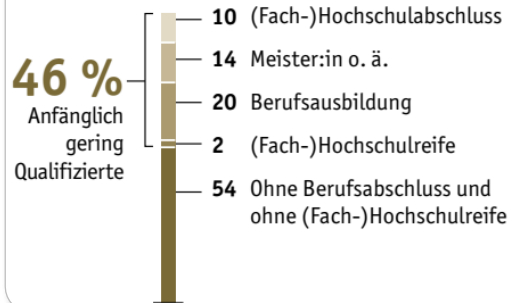 46 %
Anfänglich
gering
Qualifizierte
10 (Fach-)Hochschulabschluss
14 Meister:in o. ä.
20 Berufsausbildung
2 (Fach-)Hochschulreife
54 Ohne Berufsabschluss und
ohne (Fach-)Hochschulreife